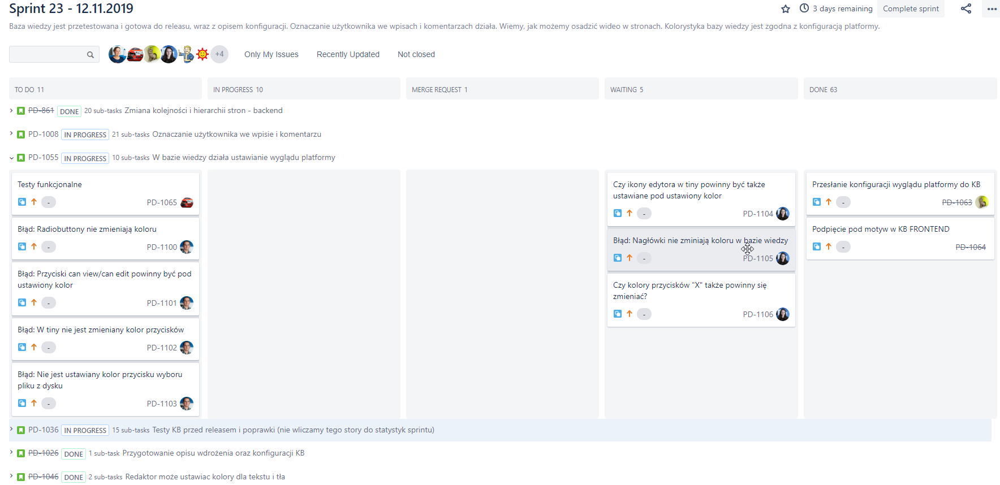 Sprint 23 - 12.11.2019
3 days remaining
Complete sprint
Baza wiedzy jest przetestowana i gotowa do releasu, wraz z opisem konfiguracji. Oznaczanie użytkownika we wpisach i komentarzach działa. Wiemy, jak możemy osadzić wideo w stronach. Kolorystyka bazy wiedzy jest zgodna z konfiguracją platformy.
+4
Only My Issues
Recently Updated
Not closed
TO DO 11
IN PROGRESS 10
MERGE REQUEST 1
WAITING 5
DONE 63
PD-861 DONE 20 sub-tasks Zmiana kolejności i hierarchii stron - backend
PD-1008 IN PROGRESS 21 sub-tasks Oznaczanie użytkownika we wpisie i komentarzu
PD-1055 IN PROGRESS 10 sub-tasks W bazie wiedzy działa ustawianie wyglądu platformy
Testy funkcjonalne
- PD-1065
Błąd: Radiobuttony nie zmieniają koloru
- PD-1100
Błąd: Przyciski can view/can edit powinny być pod
ustawiony kolor
- PD-1101
Błąd: W tiny nie jest zmieniany kolor przycisków
- PD-1102
Błąd: Nie jest ustawiany kolor przycisku wyboru
pliku z dysku
- PD-1103
Czy ikony edytora w tiny powinny być także
ustawiane pod ustawiony kolor
- PD-1104
Błąd: Nagłówki nie zminiają koloru w bazie wiedzy
- PD-1105
Czy kolory przycisków "X" także powinny się
zmieniać?
- PD-1106
Przesłanie konfiguracji wyglądu platformy do KB
- PD-1063
Podpięcie pod motyw w KB FRONTEND
- PD-1064
PD-1036 IN PROGRESS 15 sub-tasks Testy KB przed releasem i poprawki (nie wliczamy tego story do statystyk sprintu)
PD-1026 DONE 1 sub-task Przygotowanie opisu wdrożenia oraz konfiguracji KB
PD-1046 DONE 2 sub-tasks Redaktor może ustawiac kolory dla tekstu i tła